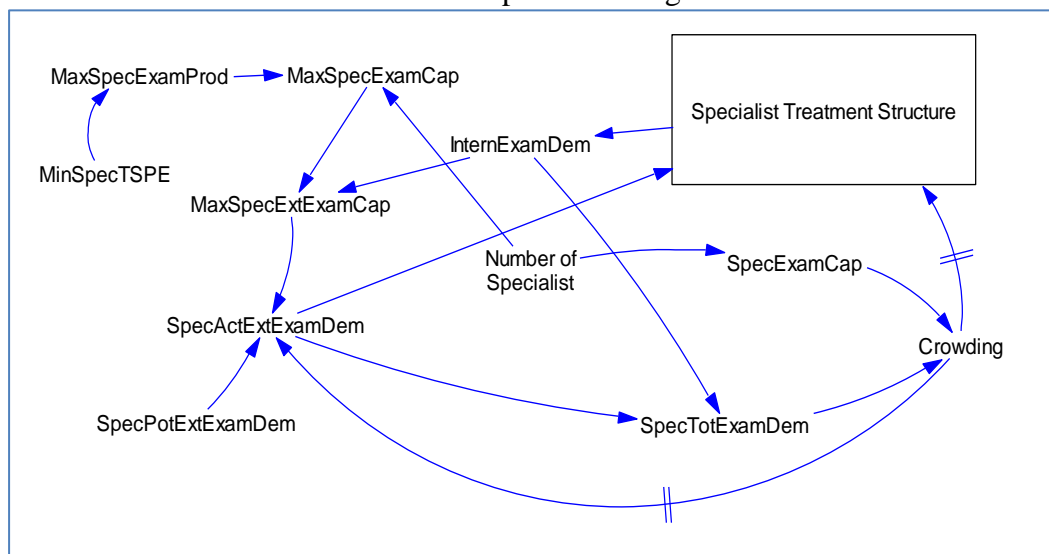 MaxSpecExamProd
MaxSpecExamCap
Specialist Treatment Structure
InternExamDem
MinSpecTSPE
MaxSpecExtExamCap
Number of
Specialist
SpecExamCap
SpecActExtExamDem
Crowding
SpecPotExtExamDem
SpecTotExamDem